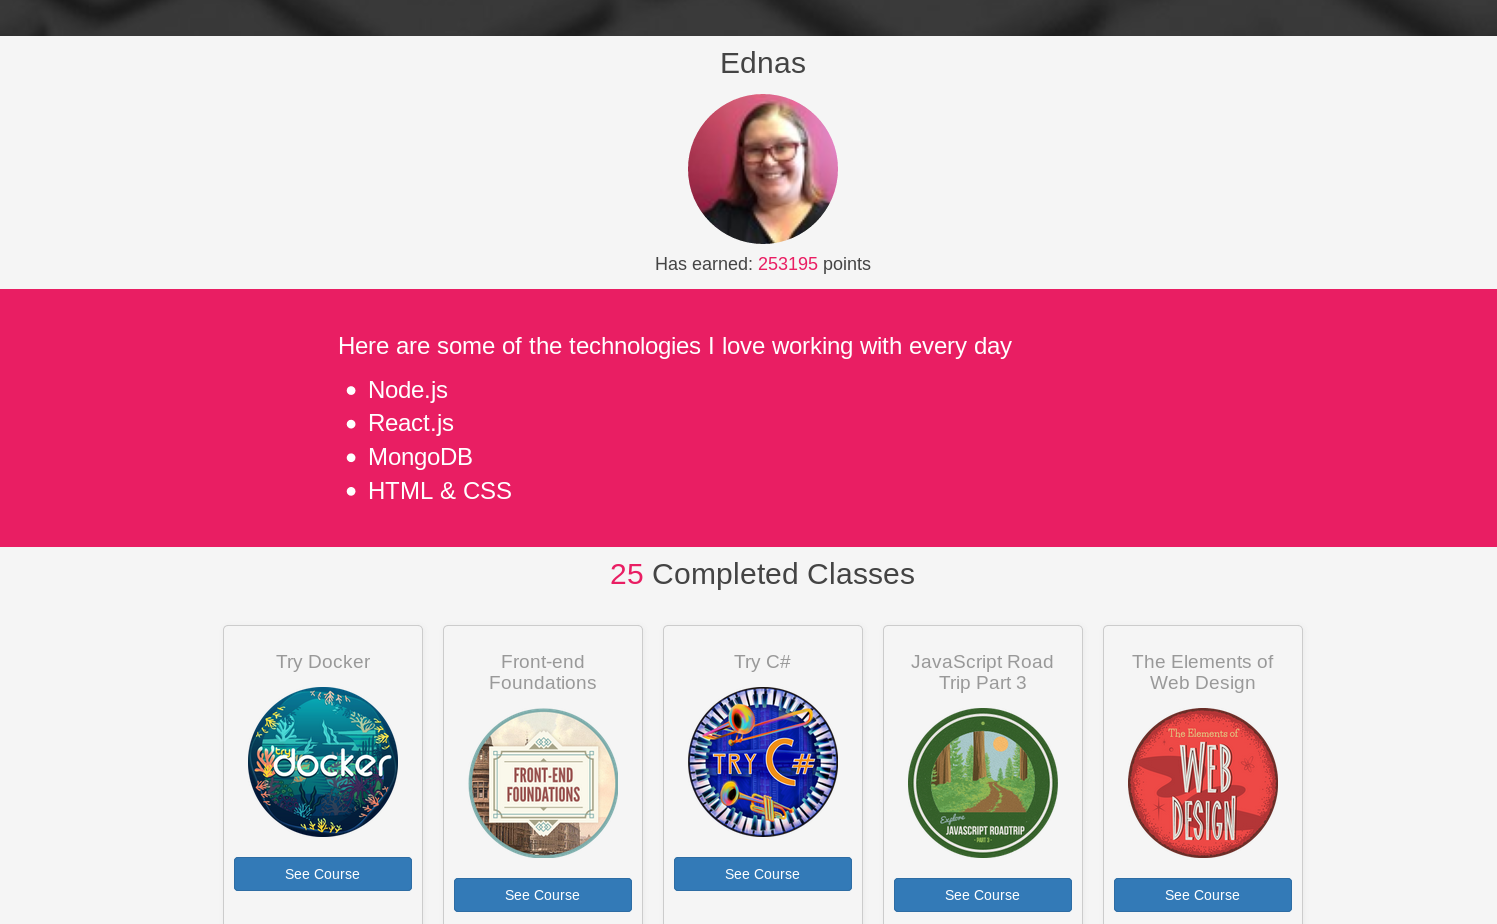 Ednas
Has earned: 253195 points
Here are some of the technologies I love working with every day
Node.js
React.js
MongoDB
HTML & CSS
25 Completed Classes
Try Docker
try
docker
See Course
Front-end
Foundations
FRONT-END
FOUNDATIONS
See Course
Try C#
TRY C#
See Course
JavaScript Road
Trip Part 3
Explore
JAVASCRIPT ROADTRIP
- PART 3 -
See Course
The Elements of
Web Design
The Elements of
WEB
DESIGN
See Course